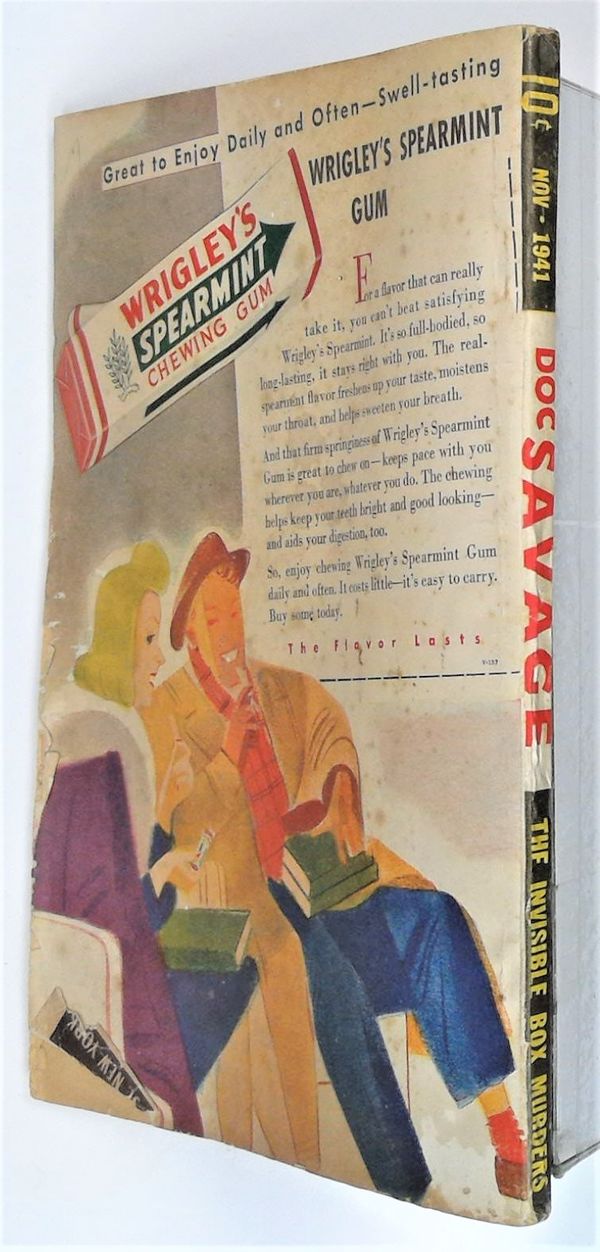 Great to Enjoy Daily and Often—Swell-tasting
WRIGLEY'S SPEARMINT
GUM
WRIGLEY'S
SPEARMINT
CHEWING GUM
For a flavor that can really
take it, you can't beat satisfying
Wrigley's Spearmint. It's so full-bodied, so
long-lasting, it stays right with you. The real-
spearmint flavor freshens up your taste, moistens
your throat, and helps sweeten your breath.
And that firm springiness of Wrigley's Spearmint
Gum is great to chew on—keeps pace with you
wherever you are, whatever you do. The chewing
helps keep your teeth bright and good looking—
and aids your digestion, too.
So, enjoy chewing Wrigley's Spearmint Gum
daily and often. It costs little—it's easy to carry.
Buy some today.
The Flavor Lasts
NEW YORK
10¢ NOV - 1941 DOC SAVAGE THE INVISIBLE BOX MURDERS